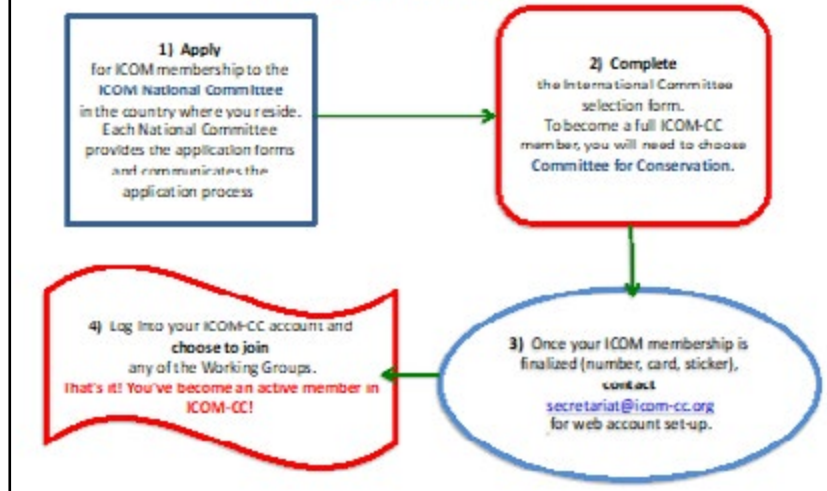 1) Apply
for ICOM membership to the
ICOM National Committee
in the country where you reside.
Each National Committee
provides the application forms
and communicates the
application process
2) Complete
the International Committee
selection form.
To become a full ICOM-CC
member, you will need to choose
Committee for Conservation.
3) Once your ICOM membership is
finalized (number, card, sticker),
contact
secretariat@icom-cc.org
for web account set-up.
4) Log into your ICOM-CC account and
choose to join
any of the Working Groups.
That's it! You've become an active member in
ICOM-CC!